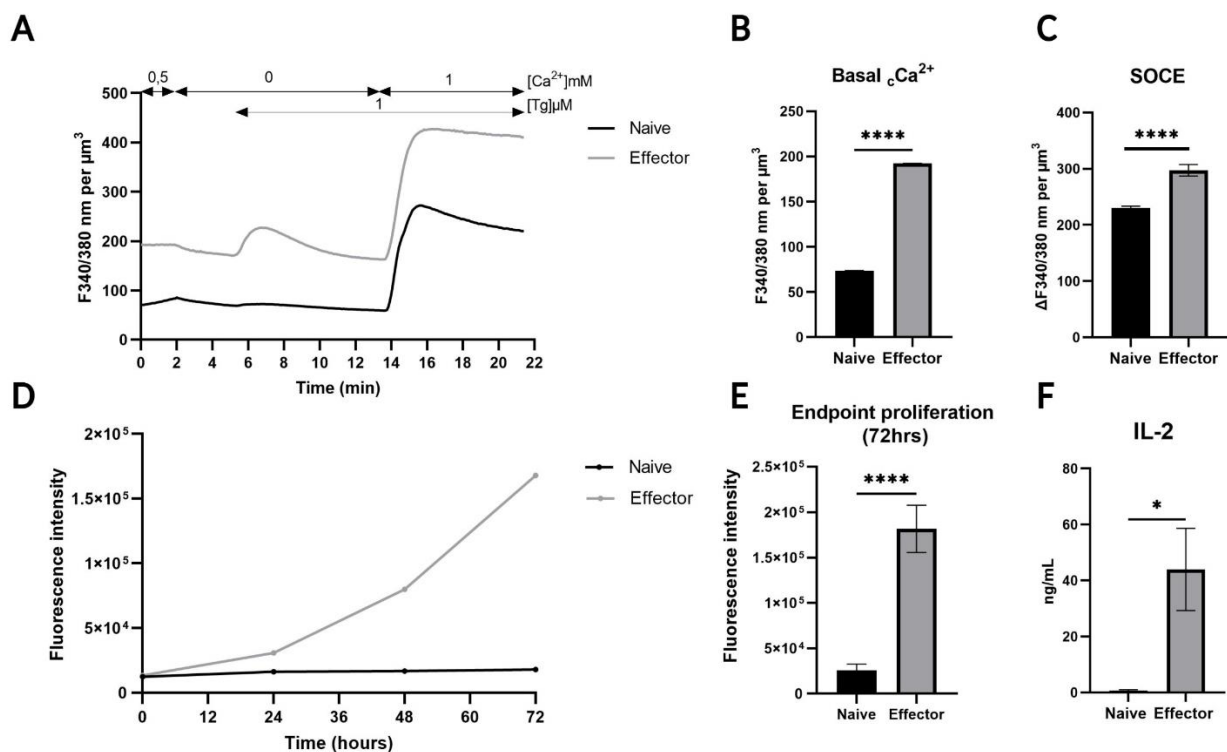 A
0,5
0
1
[Ca²⁺]mM
1
[Tg]µM
500
400
300
200
100
0
F340/380 nm per µm³
0 2 4 6 8 10 12 14 16 18 20 22
Time (min)
Naive
Effector
B
Basal cCa²⁺
****
200
150
100
50
0
F340/380 nm per µm³
Naive Effector
C
SOCE
****
400
300
200
100
0
ΔF340/380 nm per µm³
Naive Effector
D
2×10⁵
1.5×10⁵
1×10⁵
5×10⁴
0
Fluorescence intensity
0 12 24 36 48 60 72
Time (hours)
Naive
Effector
E
Endpoint proliferation
(72hrs)
****
2.5×10⁵
2×10⁵
1.5×10⁵
1×10⁵
5×10⁴
0
Fluorescence intensity
Naive Effector
F
IL-2
*
80
60
40
20
0
ng/mL
Naive Effector